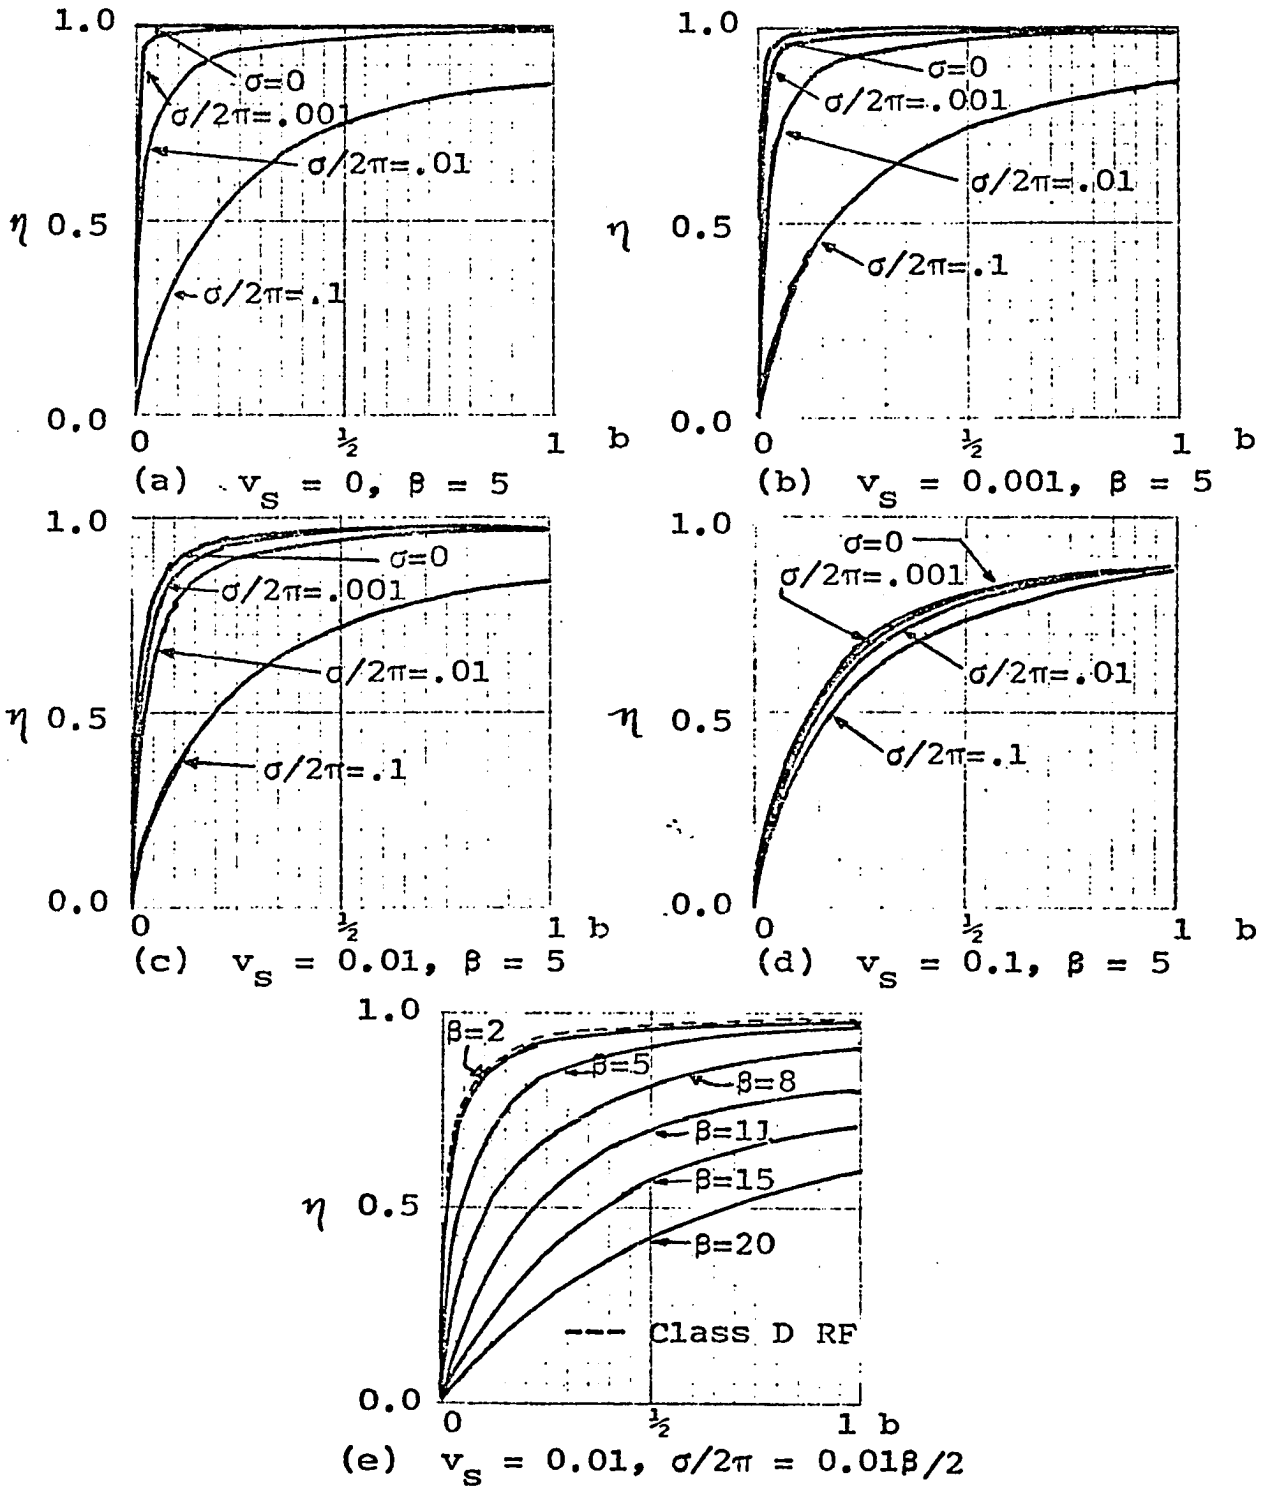 1.0
σ=0
σ/2π=.001
σ/2π=.01
η 0.5
σ/2π=.1
0.0
0 ½ 1 b
(a) v_s = 0, β = 5
1.0
σ=0
σ/2π=.001
σ/2π=.01
η 0.5
σ/2π=.1
0.0
0 ½ 1 b
(b) v_s = 0.001, β = 5
1.0
σ=0
σ/2π=.001
σ/2π=.01
η 0.5
σ/2π=.1
0.0
0 ½ 1 b
(c) v_s = 0.01, β = 5
1.0
σ=0
σ/2π=.001
σ/2π=.01
η 0.5
σ/2π=.1
0.0
0 ½ 1 b
(d) v_s = 0.1, β = 5
1.0
β=2
β=5
β=8
β=11
β=15
η 0.5
β=20
--- Class D RF
0.0
0 ½ 1 b
(e) v_s = 0.01, σ/2π = 0.01β/2